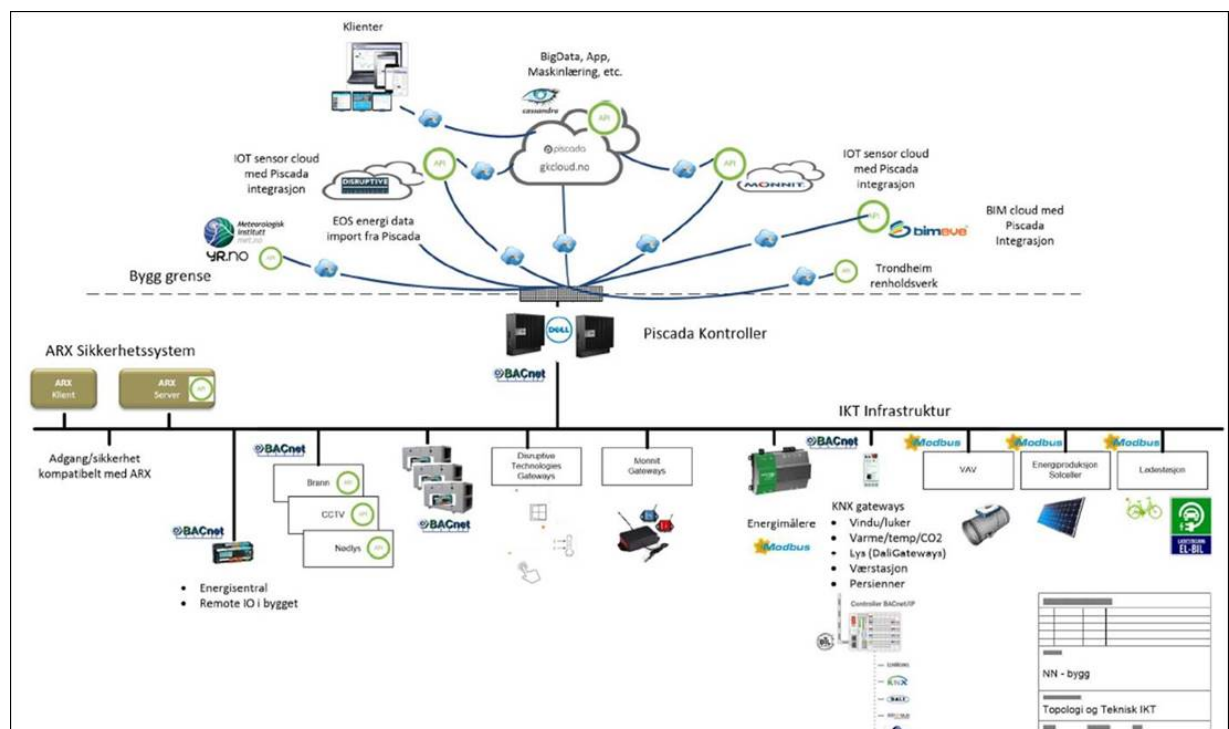 Klienter
BigData, App,
Maskinlæring, etc.
cassandra
API
piscada
gkcloud.no
IOT sensor cloud
med Piscada
integrasjon
DISRUPTIVE
API
API
MONNIT
IOT sensor cloud
med Piscada
integrasjon
Meteorologisk
institutt
met.no
YR.NO
API
EOS energi data
import fra Piscada
API
bimeye
BIM cloud med
Piscada
Integrasjon
API
Trondheim
renholdsverk
Bygg grense
DELL
Piscada Kontroller
BACnet
ARX Sikkerhetssystem
ARX
Klient
ARX
Server
API
IKT Infrastruktur
Adgang/sikkerhet
kompatibelt med ARX
BACnet
Energisentral
Remote IO i bygget
BACnet
Brann
API
CCTV
API
Nødlys
API
BACnet
Disruptive
Technologies
Gateways
Monnit
Gateways
Energimålere
Modbus
BACnet
KNX gateways
Vindu/luker
Varme/temp/CO2
Lys (DaliGateways)
Værstasjon
Persienner
Controller BACnet/IP
KNX
DALI
Modbus
VAV
Modbus
Energiproduksjon
Solceller
Modbus
Ladestesjon
LADESTASJON
EL-BIL
NN - bygg
Topologi og Teknisk IKT